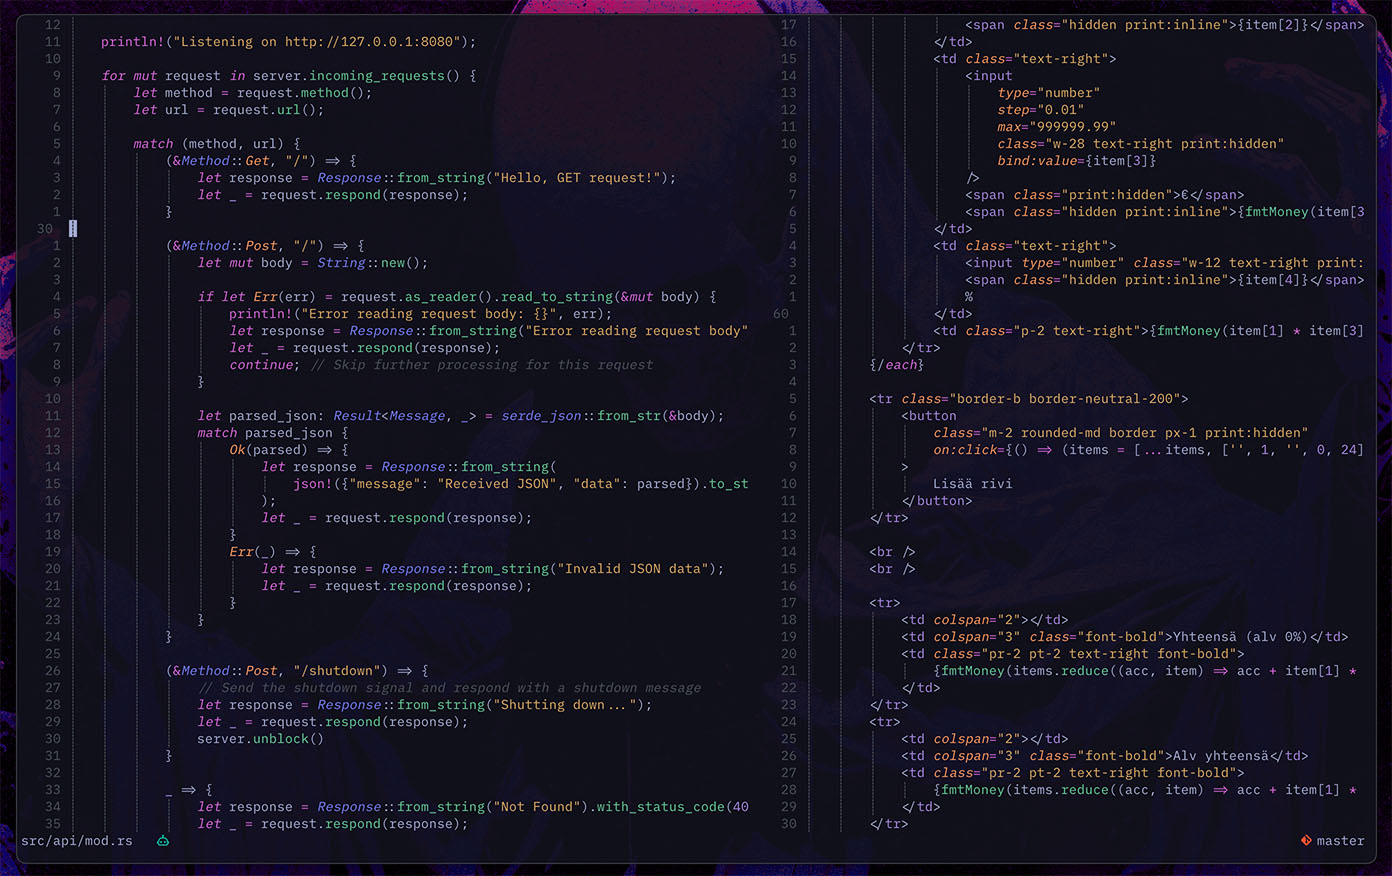 12
11 println!("Listening on http://127.0.0.1:8080");
10
9 for mut request in server.incoming_requests() {
8 let method = request.method();
7 let url = request.url();
6
5 match (method, url) {
4 (&Method::Get, "/") => {
3 let response = Response::from_string("Hello, GET request!");
2 let _ = request.respond(response);
1 }
30
1 (&Method::Post, "/") => {
2 let mut body = String::new();
3
4 if let Err(err) = request.as_reader().read_to_string(&mut body) {
5 println!("Error reading request body: {}", err);
6 let response = Response::from_string("Error reading request body"
7 let _ = request.respond(response);
8 continue; // Skip further processing for this request
9 }
10
11 let parsed_json: Result<Message, _> = serde_json::from_str(&body);
12 match parsed_json {
13 Ok(parsed) => {
14 let response = Response::from_string(
15 json!({"message": "Received JSON", "data": parsed}).to_st
16 );
17 let _ = request.respond(response);
18 }
19 Err(_) => {
20 let response = Response::from_string("Invalid JSON data");
21 let _ = request.respond(response);
22 }
23 }
24 }
25
26 (&Method::Post, "/shutdown") => {
27 // Send the shutdown signal and respond with a shutdown message
28 let response = Response::from_string("Shutting down...");
29 let _ = request.respond(response);
30 server.unblock()
31 }
32
33 _ => {
34 let response = Response::from_string("Not Found").with_status_code(40
35 let _ = request.respond(response);
17 <span class="hidden print:inline">{item[2]}</span>
16 </td>
15 <td class="text-right">
14 <input
13 type="number"
12 step="0.01"
11 max="999999.99"
10 class="w-28 text-right print:hidden"
9 bind:value={item[3]}
8 />
7 <span class="print:hidden">€</span>
6 <span class="hidden print:inline">{fmtMoney(item[3
5 </td>
4 <td class="text-right">
3 <input type="number" class="w-12 text-right print:
2 <span class="hidden print:inline">{item[4]}</span>
1 %
60 </td>
1 <td class="p-2 text-right">{fmtMoney(item[1] * item[3]
2 </tr>
3 {/each}
4
5 <tr class="border-b border-neutral-200">
6 <button
7 class="m-2 rounded-md border px-1 print:hidden"
8 on:click={() => (items = [...items, ['', 1, '', 0, 24]
9 >
10 Lisää rivi
11 </button>
12 </tr>
13
14 <br />
15 <br />
16
17 <tr>
18 <td colspan="2"></td>
19 <td colspan="3" class="font-bold">Yhteensä (alv 0%)</td>
20 <td class="pr-2 pt-2 text-right font-bold">
21 {fmtMoney(items.reduce((acc, item) => acc + item[1] *
22 </td>
23 </tr>
24 <tr>
25 <td colspan="2"></td>
26 <td colspan="3" class="font-bold">Alv yhteensä</td>
27 <td class="pr-2 pt-2 text-right font-bold">
28 {fmtMoney(items.reduce((acc, item) => acc + item[1] *
29 </td>
30 </tr>
src/api/mod.rs
master